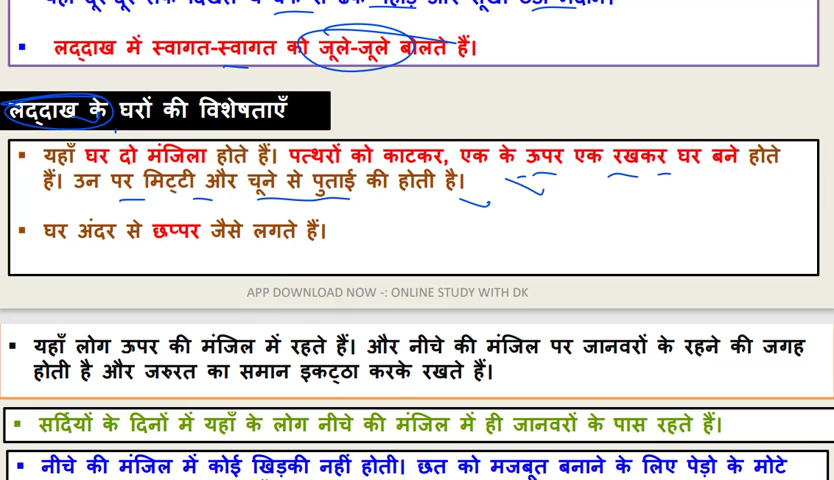 ▪ लद्दाख में स्वागत-स्वागत को जूले-जूले बोलते हैं।
लद्दाख के घरों की विशेषताएँ
▪ यहाँ घर दो मंजिला होते हैं। पत्थरों को काटकर, एक के ऊपर एक रखकर घर बने होते
हैं। उन पर मिट्टी और चूने से पुताई की होती है।
▪ घर अंदर से छप्पर जैसे लगते हैं।
APP DOWNLOAD NOW -: ONLINE STUDY WITH DK
▪ यहाँ लोग ऊपर की मंजिल में रहते हैं। और नीचे की मंजिल पर जानवरों के रहने की जगह
होती है और जरुरत का समान इकट्ठा करके रखते हैं।
▪ सर्दियों के दिनों में यहाँ के लोग नीचे की मंजिल में ही जानवरों के पास रहते हैं।
▪ नीचे की मंजिल में कोई खिड़की नहीं होती। छत को मजबूत बनाने के लिए पेड़ो के मोटे